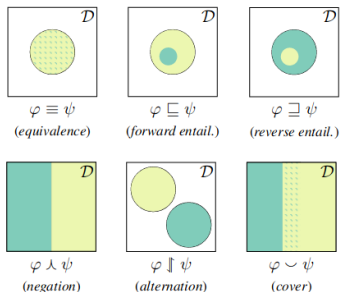 𝒟 𝒟 𝒟
φ ≡ ψ φ ⊑ ψ φ ⊒ ψ
(equivalence) (forward entail.) (reverse entail.)
𝒟 𝒟 𝒟
φ ⋏ ψ φ ⥮ ψ φ ⌣ ψ
(negation) (alternation) (cover)